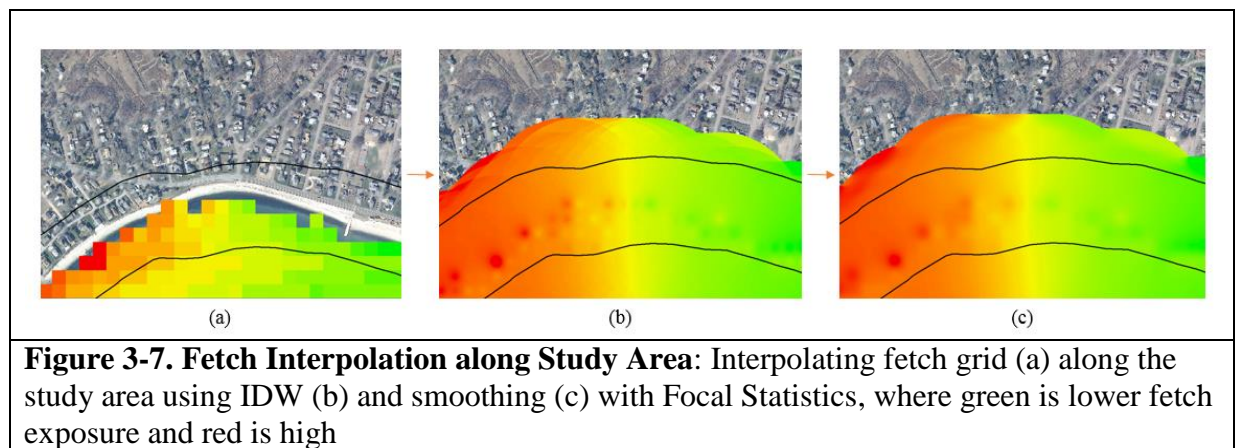 (a)
(b)
(c)
Figure 3-7. Fetch Interpolation along Study Area: Interpolating fetch grid (a) along the
study area using IDW (b) and smoothing (c) with Focal Statistics, where green is lower fetch
exposure and red is high